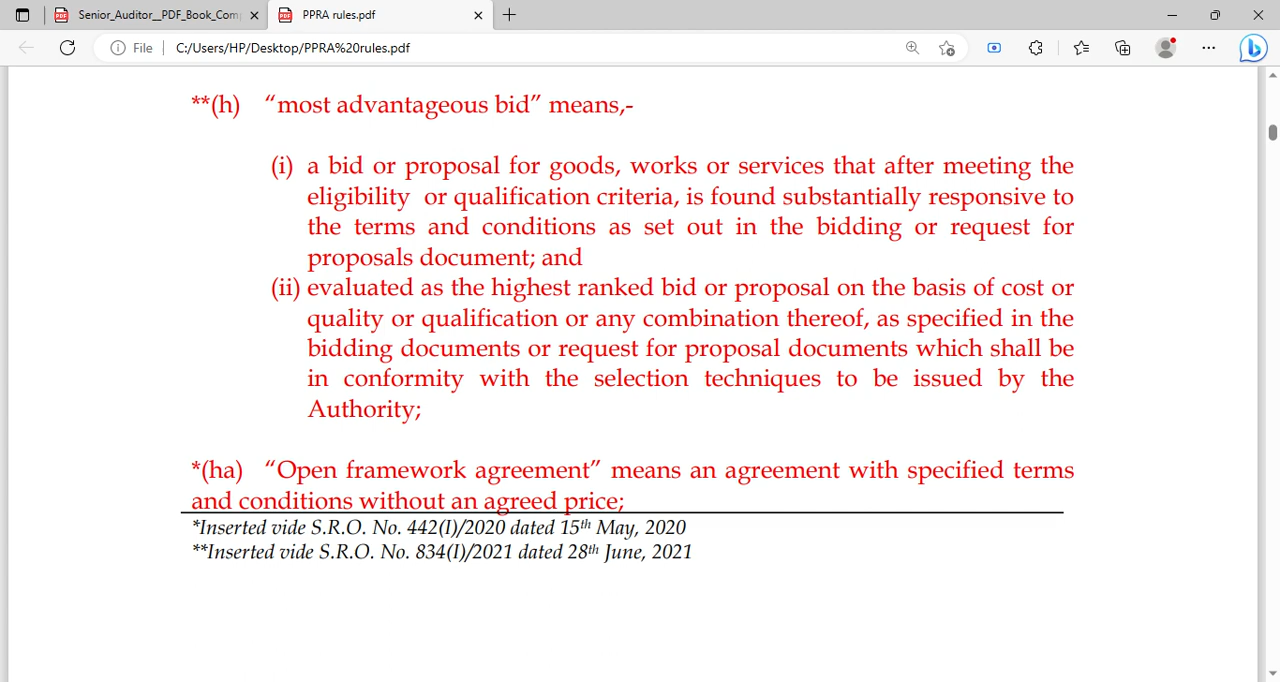 Senior_Auditor__PDF_Book_Com
PPRA rules.pdf
File
C:/Users/HP/Desktop/PPRA%20rules.pdf
**(h) “most advantageous bid” means,-
(i) a bid or proposal for goods, works or services that after meeting the
eligibility or qualification criteria, is found substantially responsive to
the terms and conditions as set out in the bidding or request for
proposals document; and
(ii) evaluated as the highest ranked bid or proposal on the basis of cost or
quality or qualification or any combination thereof, as specified in the
bidding documents or request for proposal documents which shall be
in conformity with the selection techniques to be issued by the
Authority;
*(ha) “Open framework agreement” means an agreement with specified terms
and conditions without an agreed price;
*Inserted vide S.R.O. No. 442(I)/2020 dated 15th May, 2020
**Inserted vide S.R.O. No. 834(I)/2021 dated 28th June, 2021